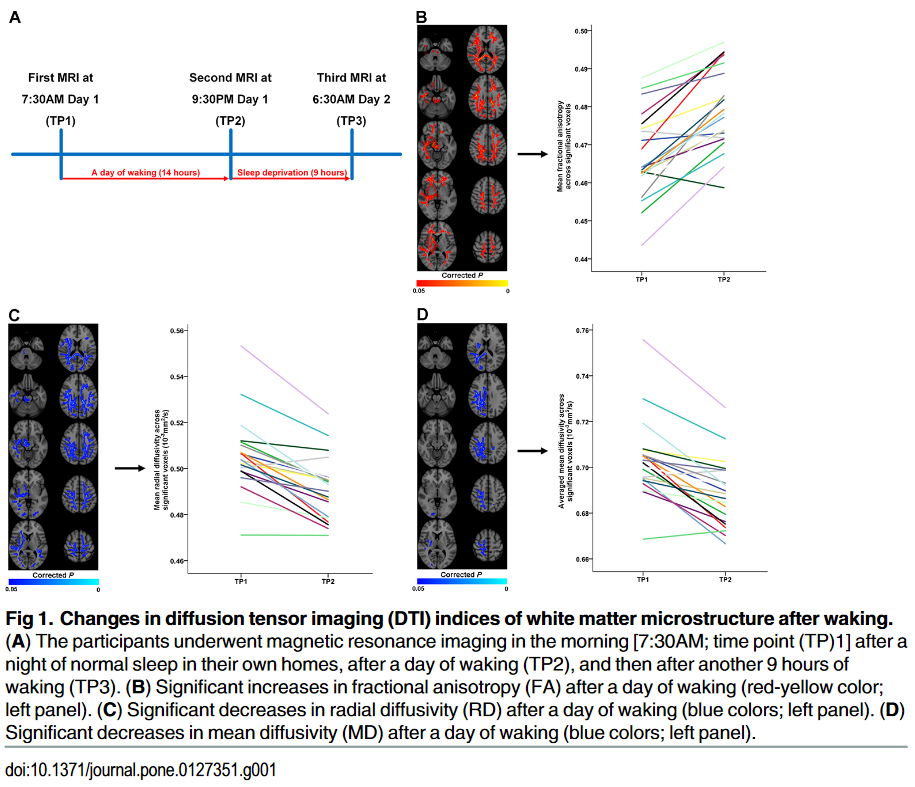 A
First MRI at
7:30AM Day 1
(TP1)
Second MRI at
9:30PM Day 1
(TP2)
Third MRI at
6:30AM Day 2
(TP3)
A day of waking (14 hours)
Sleep deprivation (9 hours)
B
Corrected P
0.05
0
Mean fractional anisotropy
across significant voxels
0.50
0.49
0.48
0.47
0.46
0.45
0.44
TP1
TP2
C
Corrected P
0.05
0
Mean radial diffusivity across
significant voxels (10⁻³mm²/s)
0.56
0.54
0.52
0.50
0.48
0.46
TP1
TP2
D
Corrected P
0.05
0
Averaged mean diffusivity across
significant voxels (10⁻³mm²/s)
0.76
0.74
0.72
0.70
0.68
0.66
TP1
TP2
Fig 1. Changes in diffusion tensor imaging (DTI) indices of white matter microstructure after waking.
(A) The participants underwent magnetic resonance imaging in the morning [7:30AM; time point (TP)1] after a
night of normal sleep in their own homes, after a day of waking (TP2), and then after another 9 hours of
waking (TP3). (B) Significant increases in fractional anisotropy (FA) after a day of waking (red-yellow color;
left panel). (C) Significant decreases in radial diffusivity (RD) after a day of waking (blue colors; left panel). (D)
Significant decreases in mean diffusivity (MD) after a day of waking (blue colors; left panel).
doi:10.1371/journal.pone.0127351.g001